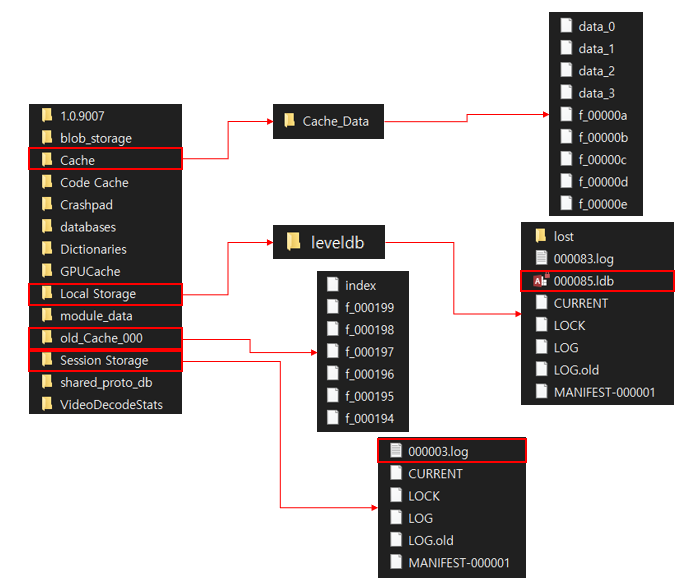 1.0.9007
blob_storage
Cache
Code Cache
Crashpad
databases
Dictionaries
GPUCache
Local Storage
module_data
old_Cache_000
Session Storage
shared_proto_db
VideoDecodeStats
Cache_Data
data_0
data_1
data_2
data_3
f_00000a
f_00000b
f_00000c
f_00000d
f_00000e
leveldb
lost
000083.log
000085.ldb
CURRENT
LOCK
LOG
LOG.old
MANIFEST-000001
index
f_000199
f_000198
f_000197
f_000196
f_000195
f_000194
000003.log
CURRENT
LOCK
LOG
LOG.old
MANIFEST-000001